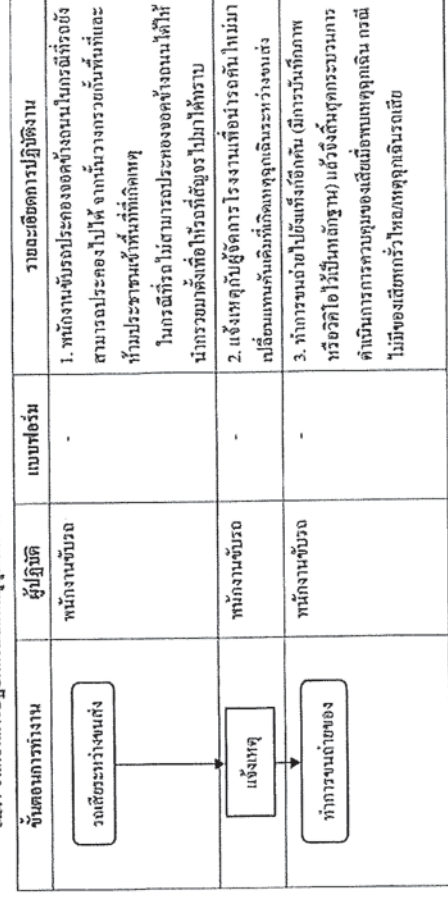 ขั้นตอนการทำงาน
ผู้ปฏิบัติ
แบบฟอร์ม
รายละเอียดการปฏิบัติงาน
รถเสียระหว่างขนส่ง
พนักงานขับรถ
-
1. พนักงานขับรถประคองจอดข้างถนนในกรณีที่รถยัง
สามารถประคองไปได้ จากนั้นวางกรวยกั้นพื้นที่และ
ห้ามประชาชนเข้าพื้นที่ที่เกิดเหตุ
ในกรณีที่รถไม่สามารถประคองจอดข้างถนนได้ให้
นำกรวยมาตั้งเพื่อให้รถที่สัญจรไปมาได้ทราบ
แจ้งเหตุ
พนักงานขับรถ
-
2. แจ้งเหตุกับผู้จัดการโรงงานเพื่อนำรถคันใหม่มา
เปลี่ยนแทนคันเดิมที่เกิดเหตุฉุกเฉินระหว่างขนส่ง
ทำการขนถ่ายของ
พนักงานขับรถ
-
3. ทำการขนถ่ายไปยังแท็งก์อีกคัน (มีการบันทึกภาพ
หรือวิดีโอไว้เป็นหลักฐาน) แล้วจึงสิ้นสุดกระบวนการ
ดำเนินการการควบคุมของเสียเมื่อพบเหตุฉุกเฉิน กรณี
ไม่มีของเสียหกรั่วไหล/เหตุฉุกเฉินรถเสีย